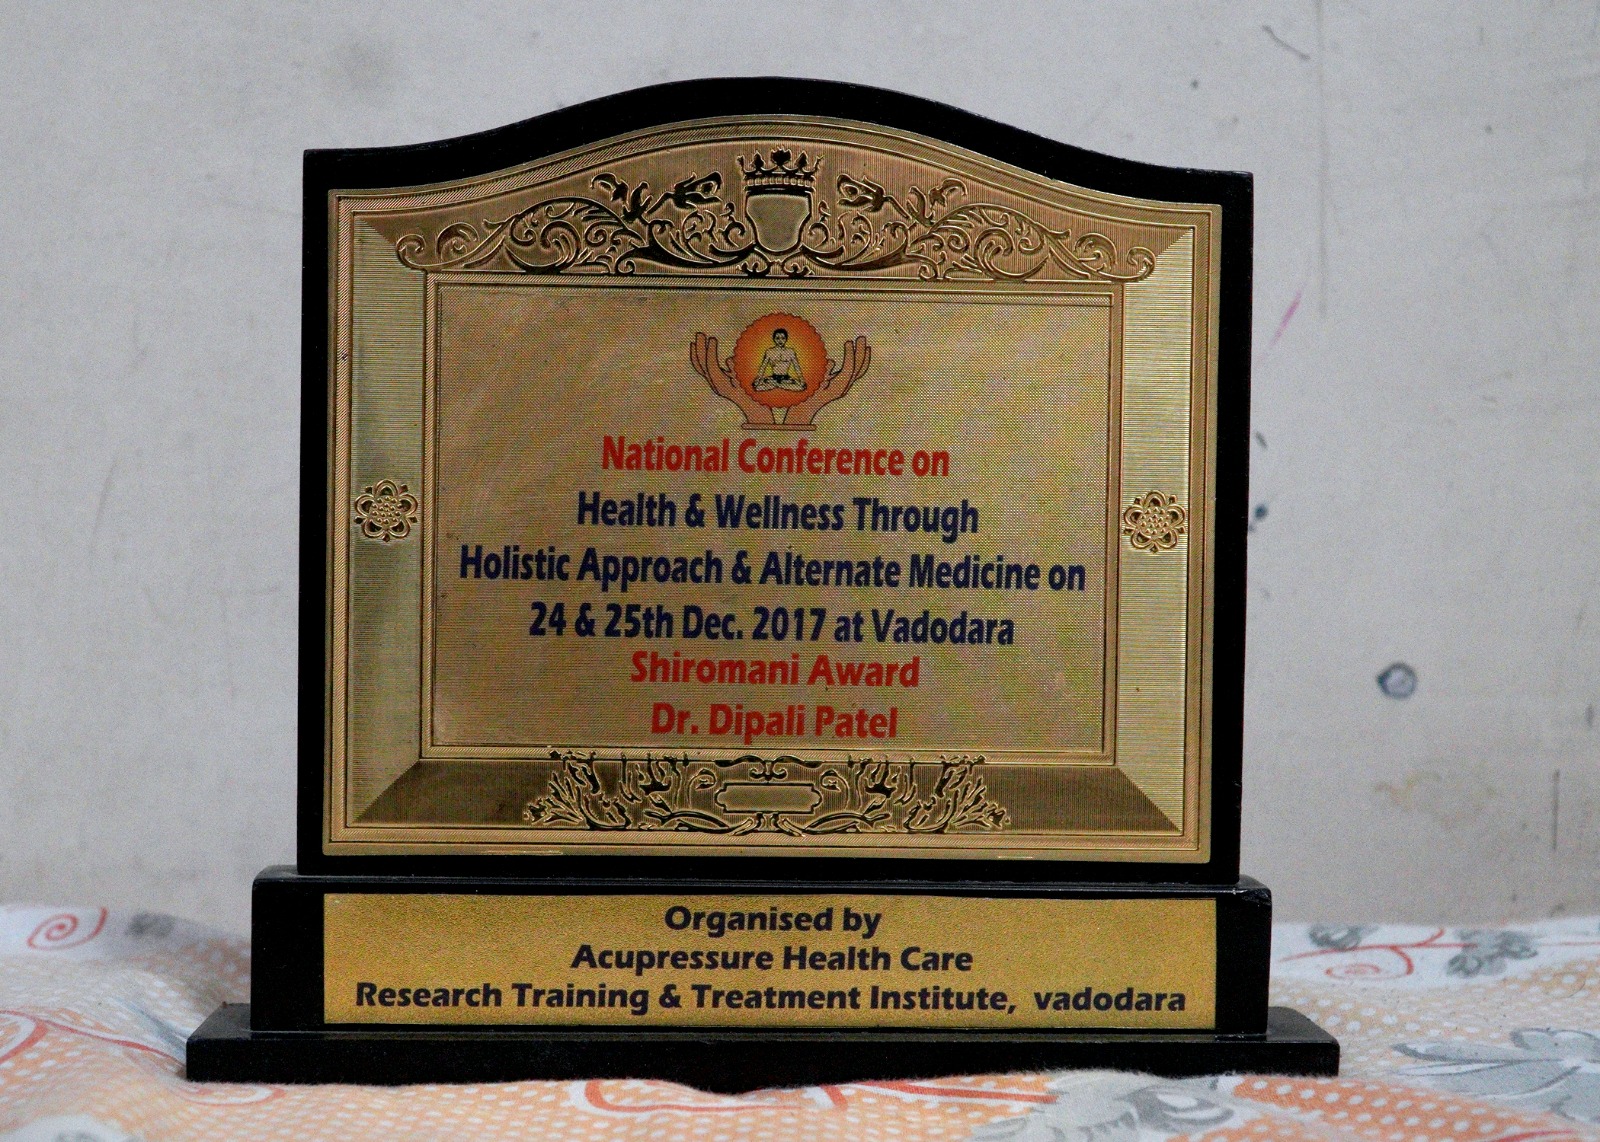 National Conference on
Health & Wellness Through
Holistic Approach & Alternate Medicine on
24 & 25th Dec. 2017 at Vadodara
Shiromani Award
Dr. Dipali Patel
Organised by
Acupressure Health Care
Research Training & Treatment Institute, vadodara